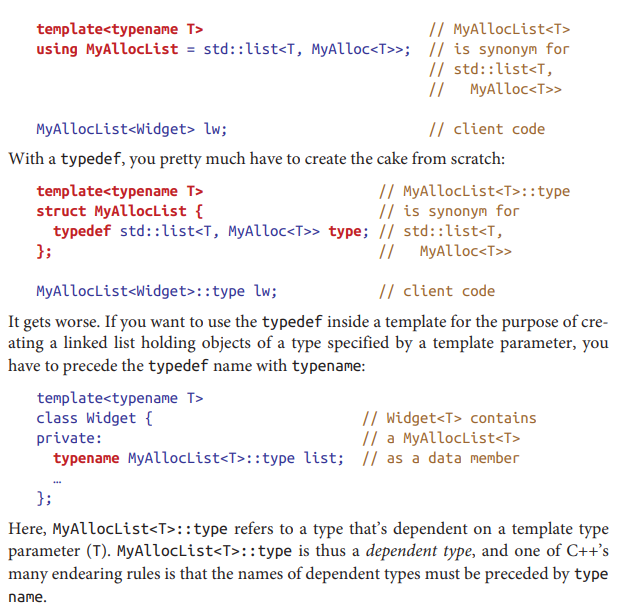 template<typename T>                           // MyAllocList<T>
using MyAllocList = std::list<T, MyAlloc<T>>;  // is synonym for
                                               // std::list<T,
                                               //   MyAlloc<T>>
MyAllocList<Widget> lw;                        // client code
With a typedef, you pretty much have to create the cake from scratch:
template<typename T>                     // MyAllocList<T>::type
struct MyAllocList {                     // is synonym for
  typedef std::list<T, MyAlloc<T>> type; // std::list<T,
};                                       //   MyAlloc<T>>
MyAllocList<Widget>::type lw;            // client code
It gets worse. If you want to use the typedef inside a template for the purpose of cre-
ating a linked list holding objects of a type specified by a template parameter, you
have to precede the typedef name with typename:
template<typename T>
class Widget {                         // Widget<T> contains
private:                               // a MyAllocList<T>
  typename MyAllocList<T>::type list;  // as a data member
  …
};
Here, MyAllocList<T>::type refers to a type that's dependent on a template type
parameter (T). MyAllocList<T>::type is thus a dependent type, and one of C++'s
many endearing rules is that the names of dependent types must be preceded by type
name.